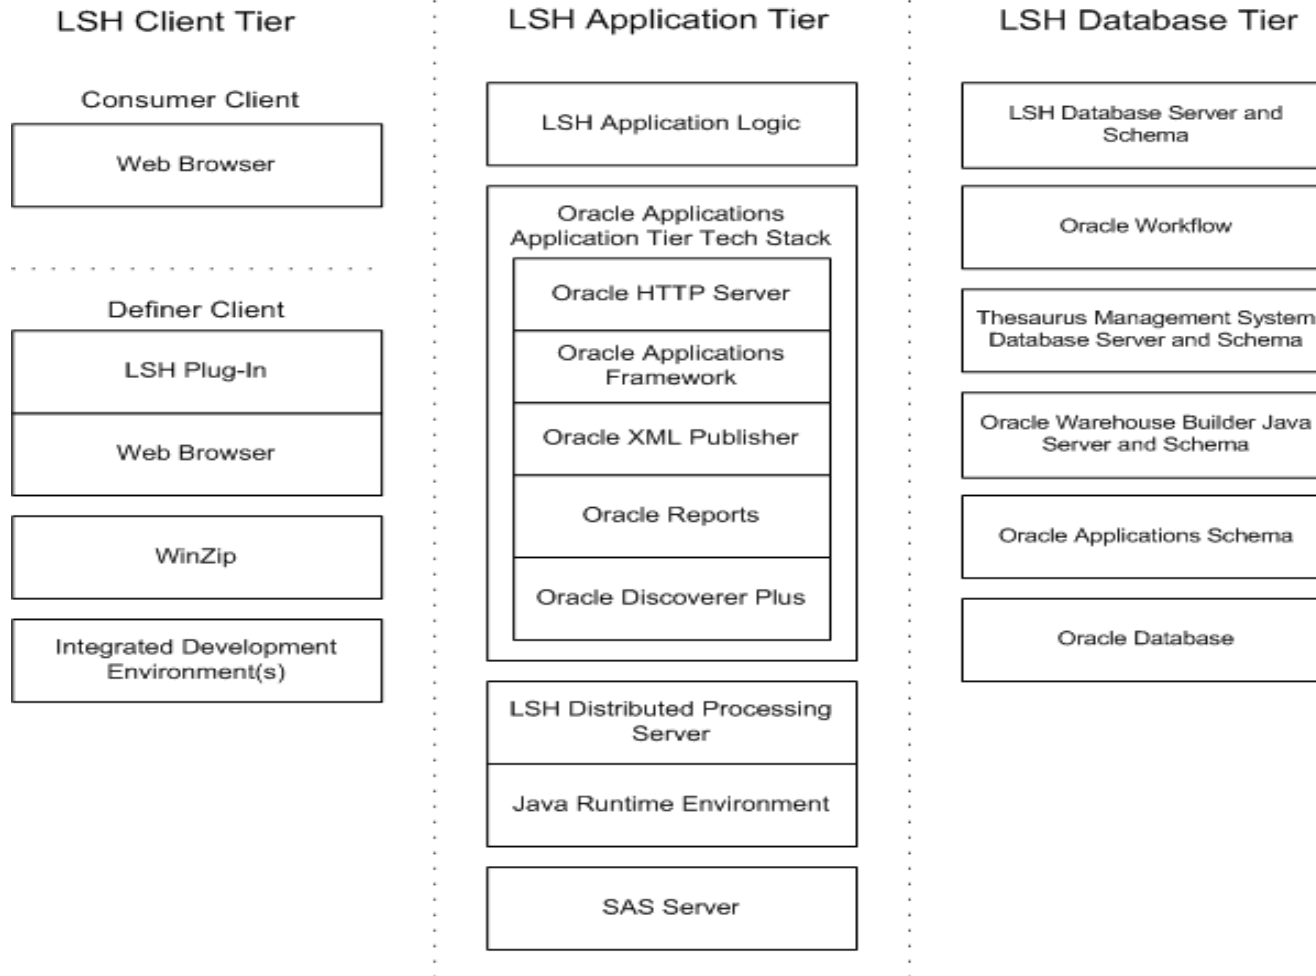 LSH Client Tier
Consumer Client
Web Browser
Definer Client
LSH Plug-In
Web Browser
WinZip
Integrated Development
Environment(s)
LSH Application Tier
LSH Application Logic
Oracle Applications
Application Tier Tech Stack
Oracle HTTP Server
Oracle Applications
Framework
Oracle XML Publisher
Oracle Reports
Oracle Discoverer Plus
LSH Distributed Processing
Server
Java Runtime Environment
SAS Server
LSH Database Tier
LSH Database Server and
Schema
Oracle Workflow
Thesaurus Management System
Database Server and Schema
Oracle Warehouse Builder Java
Server and Schema
Oracle Applications Schema
Oracle Database